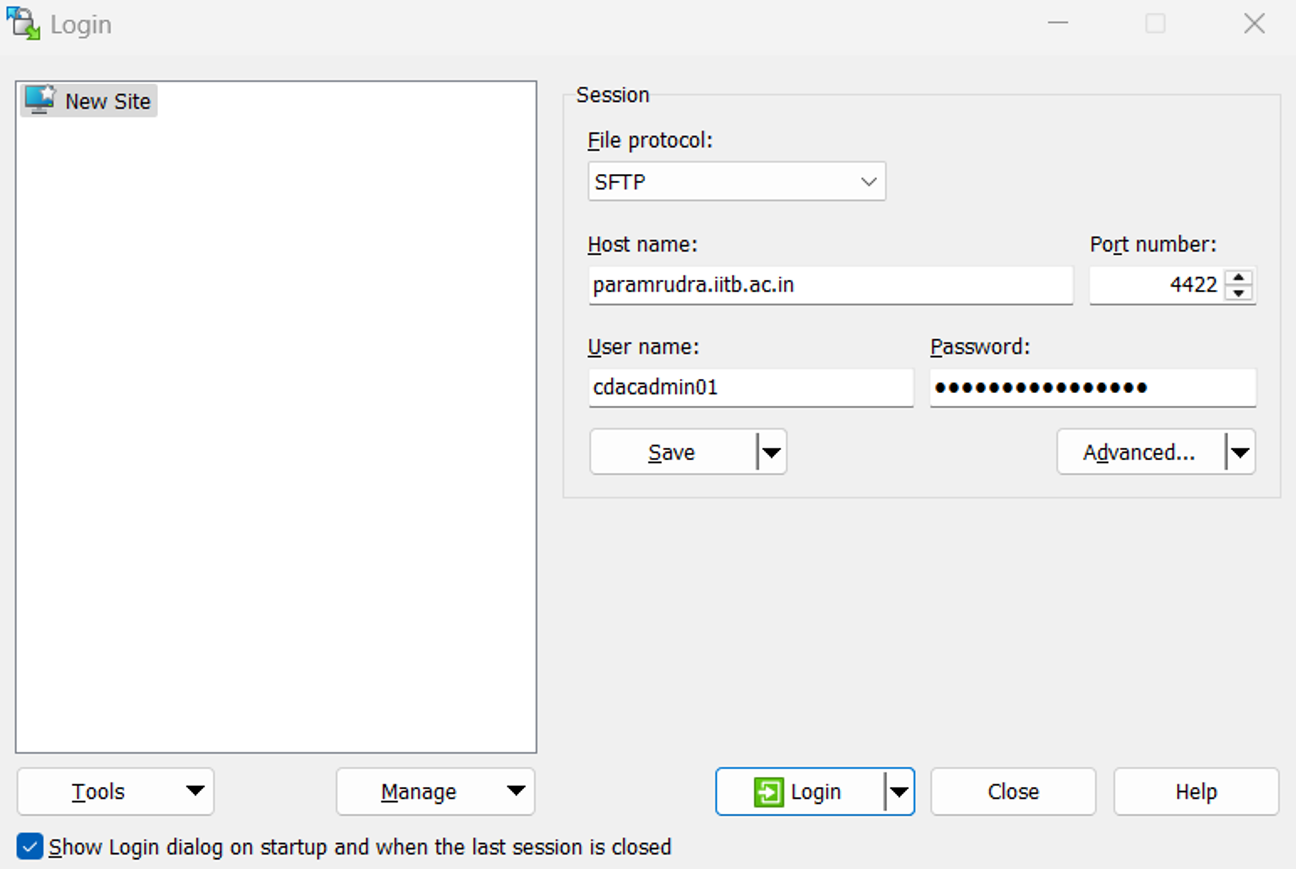 Login
New Site
Session
File protocol:
SFTP
Host name: Port number:
paramrudra.iitb.ac.in 4422
User name: Password:
cdacadmin01 ●●●●●●●●●●●●●●●●
Save Advanced...
Tools Manage Login Close Help
Show Login dialog on startup and when the last session is closed